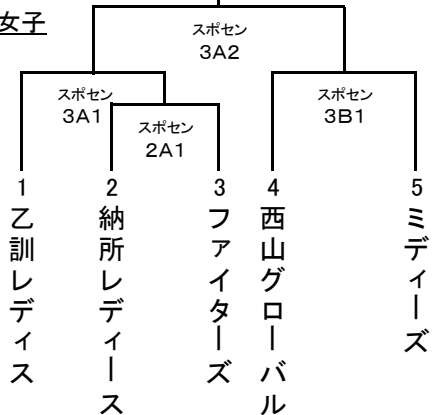 女子
スポセン
3A2
スポセン
3A1
スポセン
3B1
スポセン
2A1
1
乙訓レディス
2
納所レディース
3
ファイターズ
4
西山グローバル
5
ミディーズ